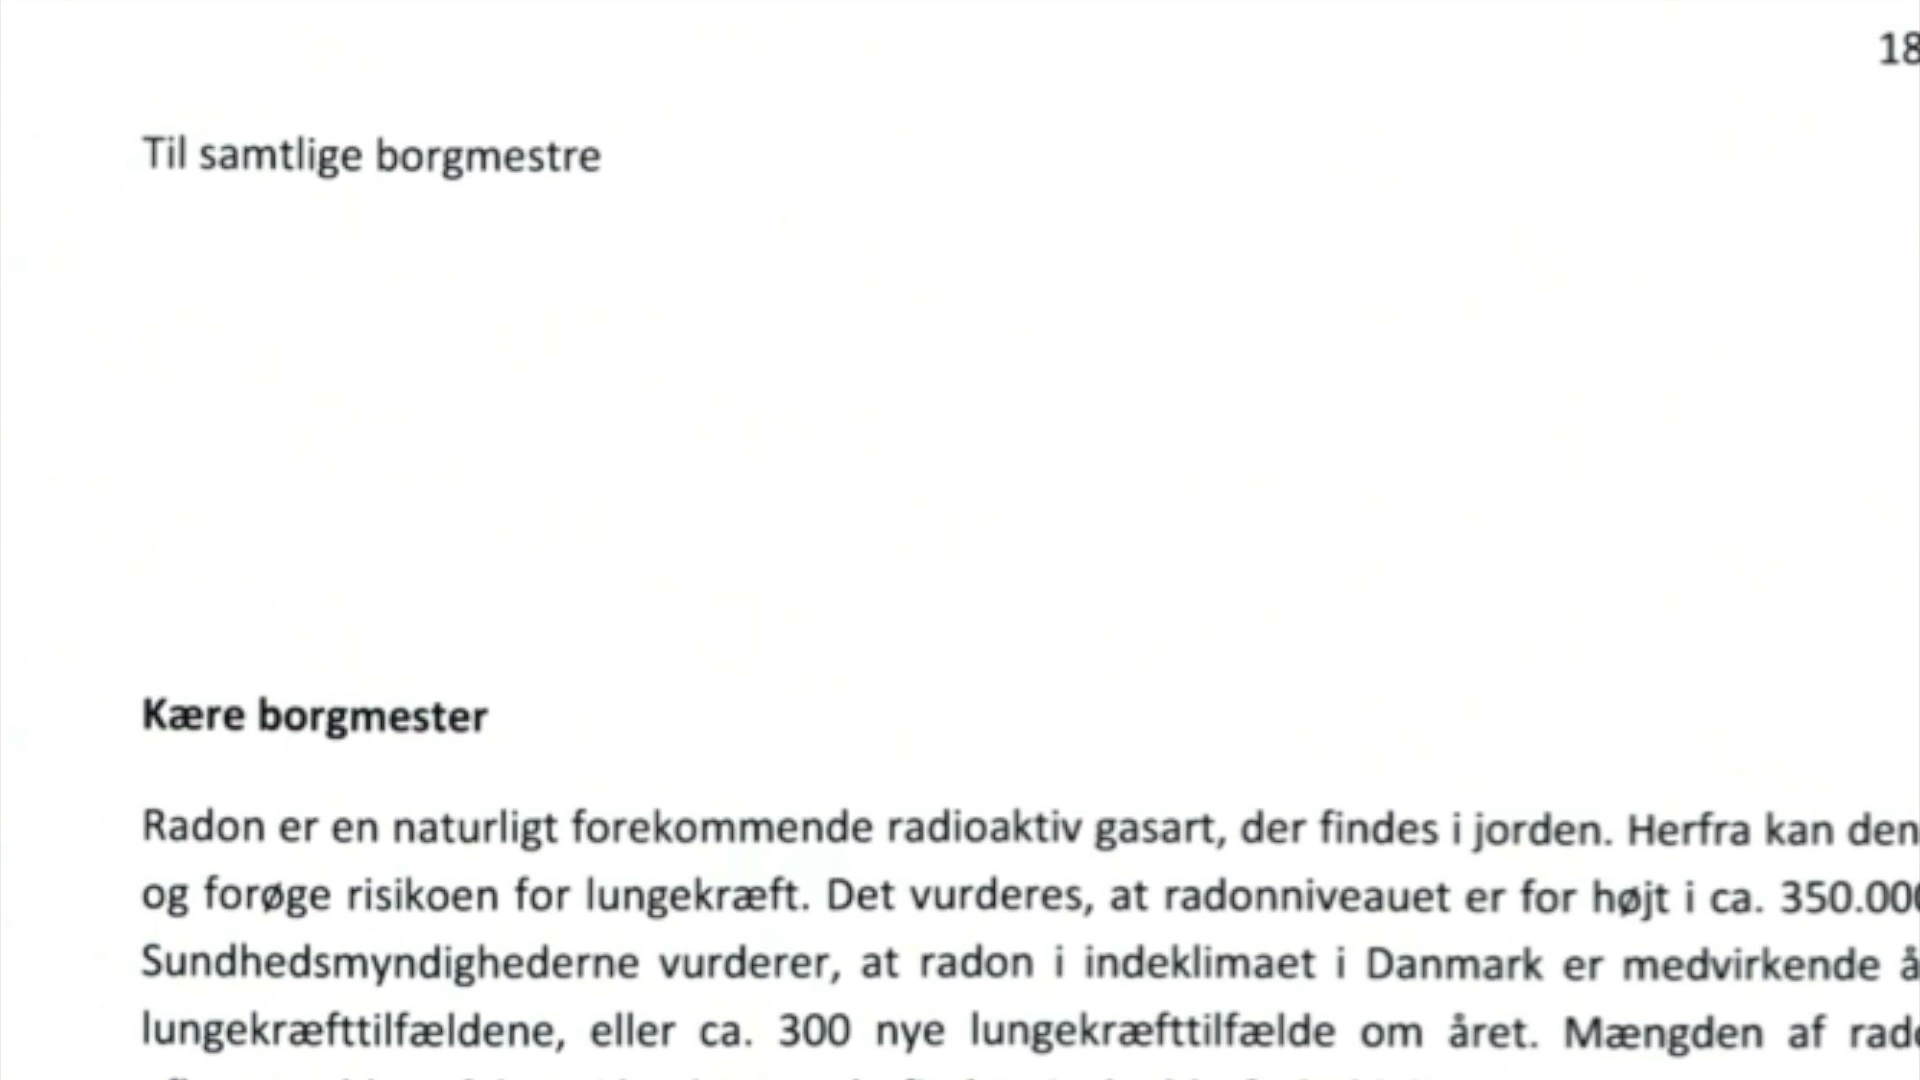 18
Til samtlige borgmestre
Kære borgmester
Radon er en naturligt forekommende radioaktiv gasart, der findes i jorden. Herfra kan den
og forøge risikoen for lungekræft. Det vurderes, at radonniveauet er for højt i ca. 350.000
Sundhedsmyndighederne vurderer, at radon i indeklimaet i Danmark er medvirkende
lungekræfttilfældene, eller ca. 300 nye lungekræfttilfælde om året. Mængden af